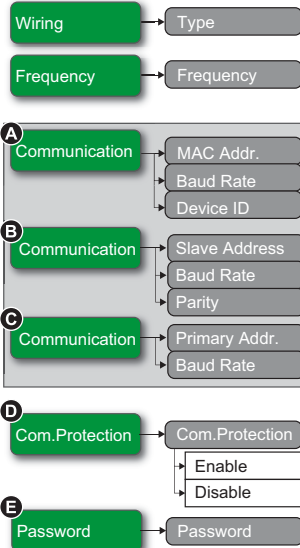 Wiring
Type
Frequency
Frequency
A
Communication
MAC Addr.
Baud Rate
Device ID
B
Communication
Slave Address
Baud Rate
Parity
C
Communication
Primary Addr.
Baud Rate
D
Com.Protection
Com.Protection
Enable
Disable
E
Password
Password